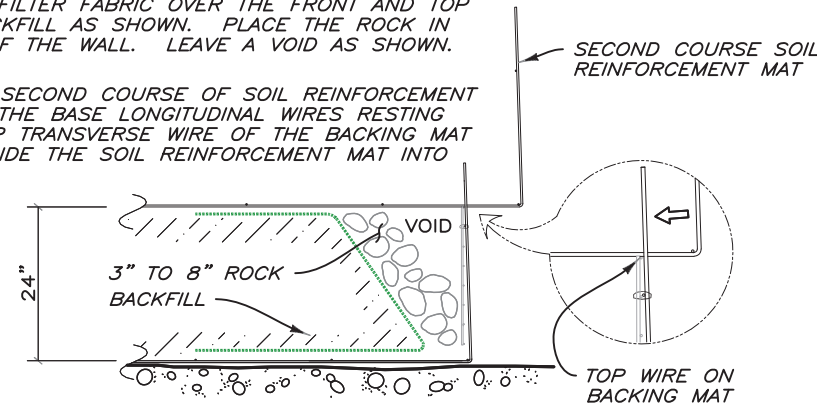 FILTER FABRIC OVER THE FRONT AND TOP
CKFILL AS SHOWN. PLACE THE ROCK IN
F THE WALL. LEAVE A VOID AS SHOWN.
SECOND COURSE OF SOIL REINFORCEMENT
THE BASE LONGITUDINAL WIRES RESTING
P TRANSVERSE WIRE OF THE BACKING MAT
IDE THE SOIL REINFORCEMENT MAT INTO
SECOND COURSE SOIL
REINFORCEMENT MAT
VOID
24"
3" TO 8" ROCK
BACKFILL
TOP WIRE ON
BACKING MAT